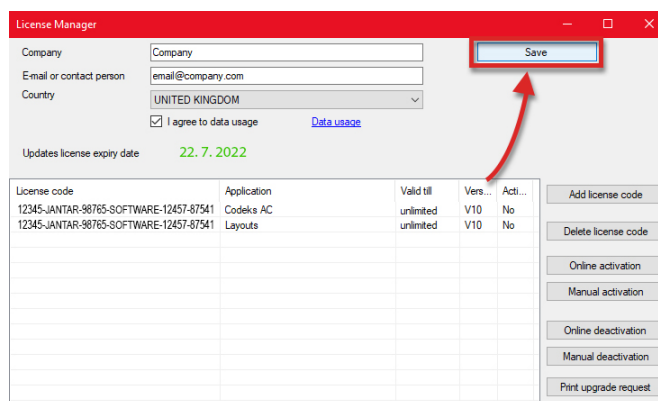 License Manager
Company Company Save
E-mail or contact person email@company.com
Country UNITED KINGDOM
I agree to data usage Data usage
Updates license expiry date 22. 7. 2022
License code Application Valid till Vers... Acti...
12345-JANTAR-98765-SOFTWARE-12457-87541 Codeks AC unlimited V10 No
12345-JANTAR-98765-SOFTWARE-12457-87541 Layouts unlimited V10 No
Add license code
Delete license code
Online activation
Manual activation
Online deactivation
Manual deactivation
Print upgrade request